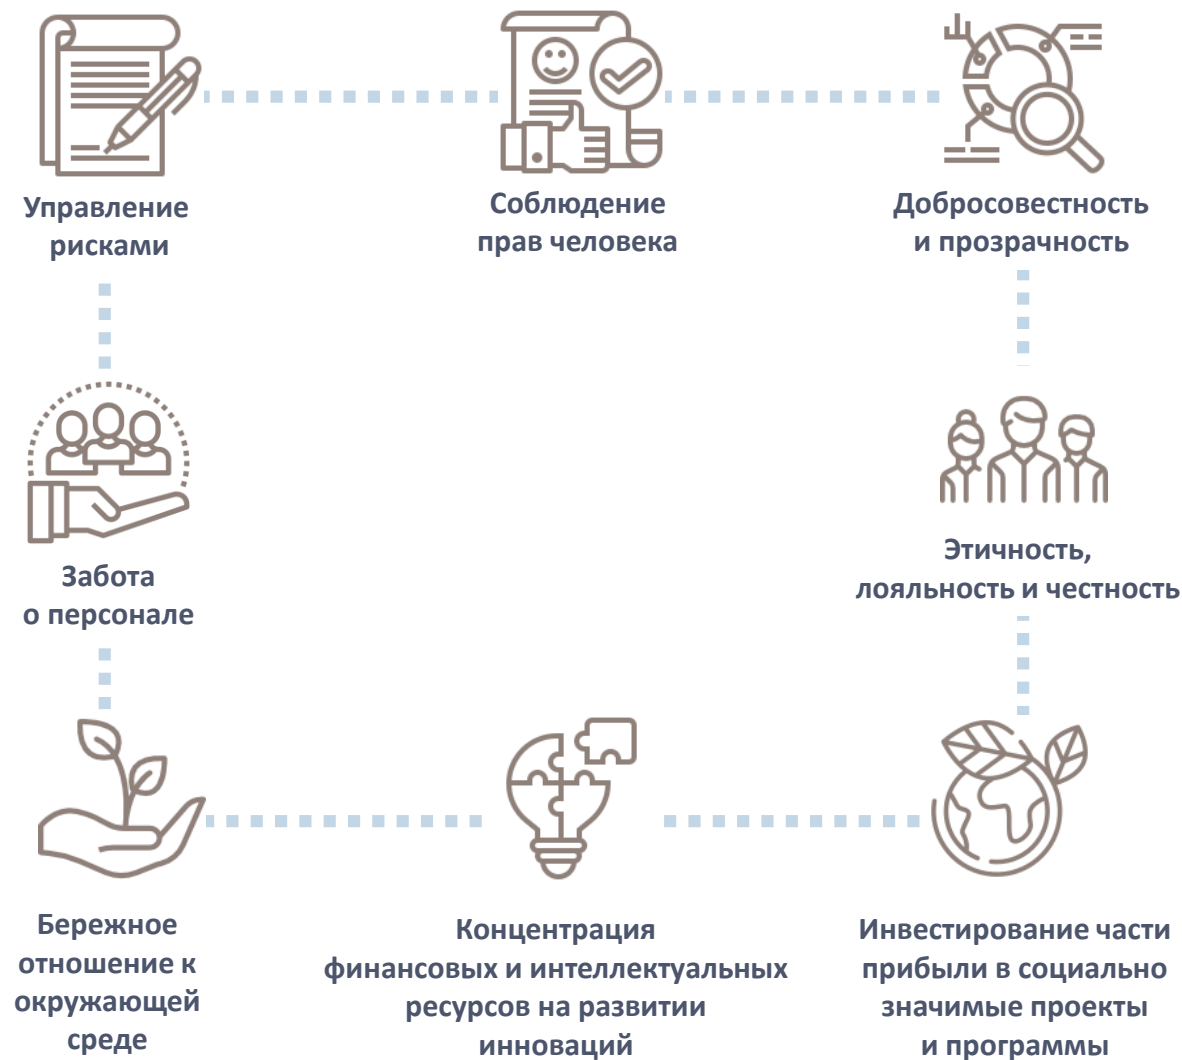 Управление
рисками
Соблюдение
прав человека
Добросовестность
и прозрачность
Забота
о персонале
Этичность,
лояльность и честность
Бережное
отношение к
окружающей
среде
Концентрация
финансовых и интеллектуальных
ресурсов на развитии
инноваций
Инвестирование части
прибыли в социально
значимые проекты
и программы